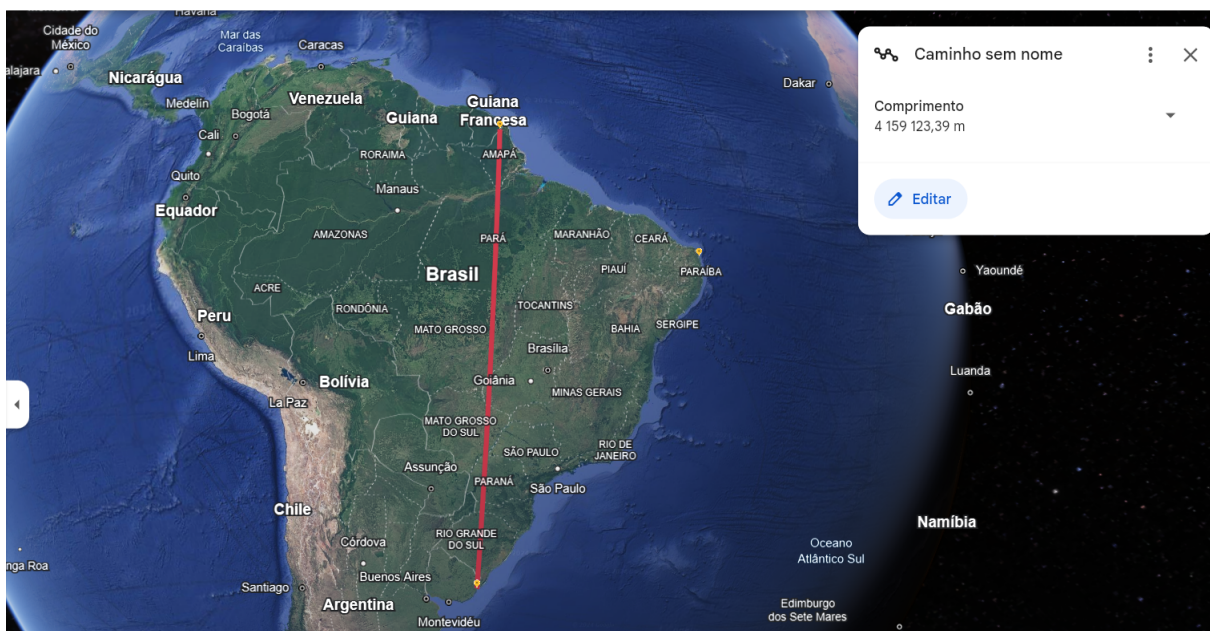 Havana
Cidade do
México
Mar das
Caraíbas
Caracas
alajara
Nicarágua
Medelín
Bogotá
Cali
Quito
Equador
Venezuela
Guiana
Guiana
Francesa
RORAIMA
AMAPÁ
Manaus
AMAZONAS
PARÁ
MARANHÃO
CEARÁ
PIAUÍ
PARAÍBA
Brasil
ACRE
RONDÔNIA
TOCANTINS
MATO GROSSO
BAHIA
SERGIPE
Peru
Lima
Brasília
Bolívia
Goiânia
MINAS GERAIS
La Paz
MATO GROSSO
DO SUL
SÃO PAULO
RIO DE
JANEIRO
Assunção
PARANÁ
São Paulo
Chile
RIO GRANDE
DO SUL
Córdova
nga Roa
Santiago
Buenos Aires
Argentina
Montevidéu
Dakar
Caminho sem nome
Comprimento
4 159 123,39 m
Editar
Yaoundé
Gabão
Luanda
Namíbia
Oceano
Atlântico Sul
Edimburgo
dos Sete Mares